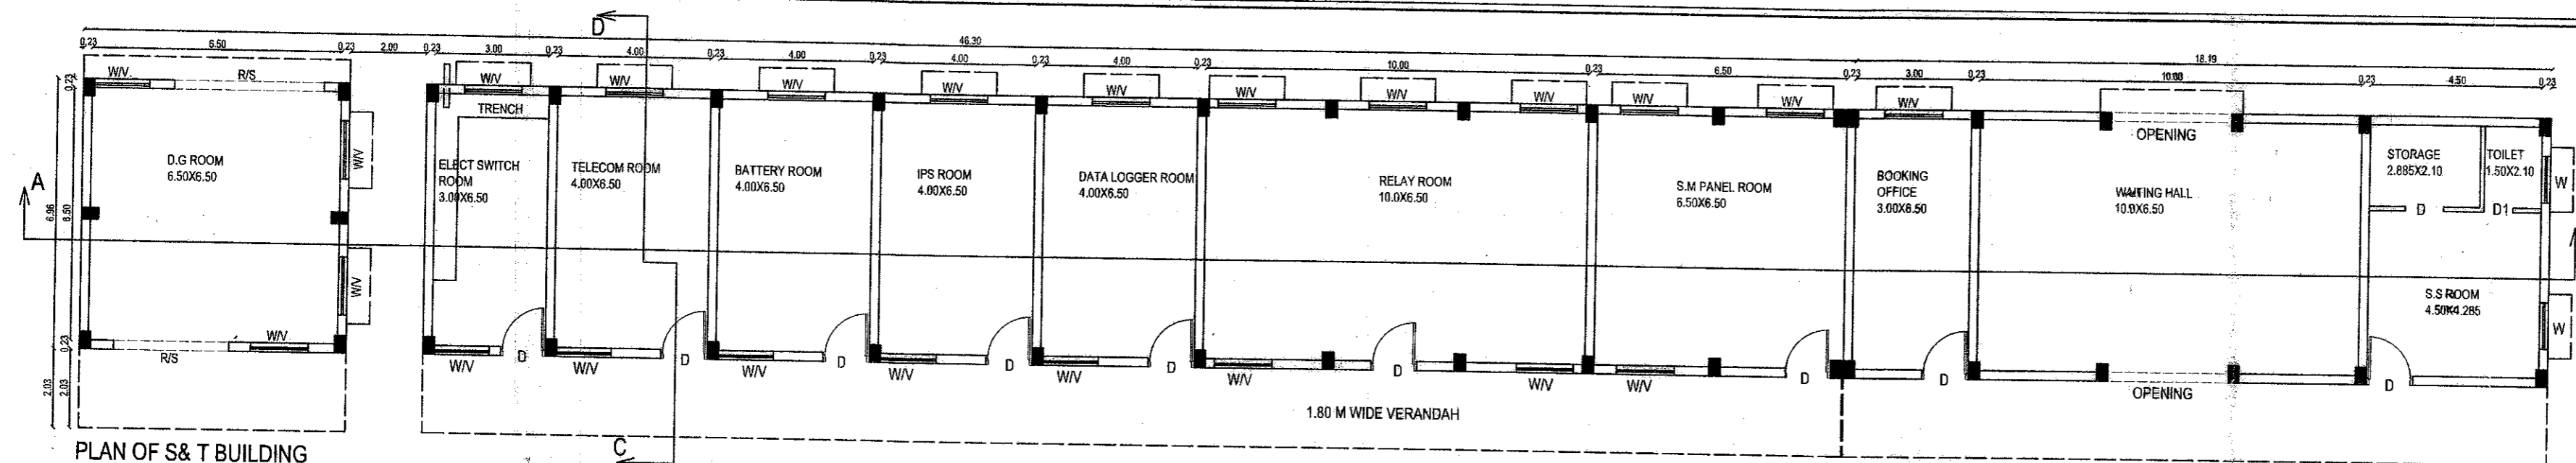 D
46.30
18.19
0.23
6.50
0.23
2.00
0.23
3.00
0.23
4.00
0.23
4.00
0.23
4.00
0.23
4.00
0.23
10.00
0.23
6.50
0.23
3.00
0.23
10.00
0.23
4.50
0.23
W/V
R/S
W/V
W/V
W/V
W/V
W/V
W/V
W/V
W/V
W/V
W/V
W/V
TRENCH
OPENING
0.23
6.96
6.50
0.23
2.03
2.03
A
D.G ROOM
6.50X6.50
W/V
W/V
ELECT SWITCH
ROOM
3.00X6.50
TELECOM ROOM
4.00X6.50
BATTERY ROOM
4.00X6.50
IPS ROOM
4.00X6.50
DATA LOGGER ROOM
4.00X6.50
RELAY ROOM
10.0X6.50
S.M PANEL ROOM
6.50X6.50
BOOKING
OFFICE
3.00X6.50
WAITING HALL
10.0X6.50
STORAGE
2.885X2.10
TOILET
1.50X2.10
W
D
D1
S.S ROOM
4.50X4.285
W
R/S
W/V
W/V
D
W/V
D
W/V
D
W/V
D
W/V
D
W/V
D
W/V
W/V
D
D
OPENING
D
1.80 M WIDE VERANDAH
C
PLAN OF S& T BUILDING